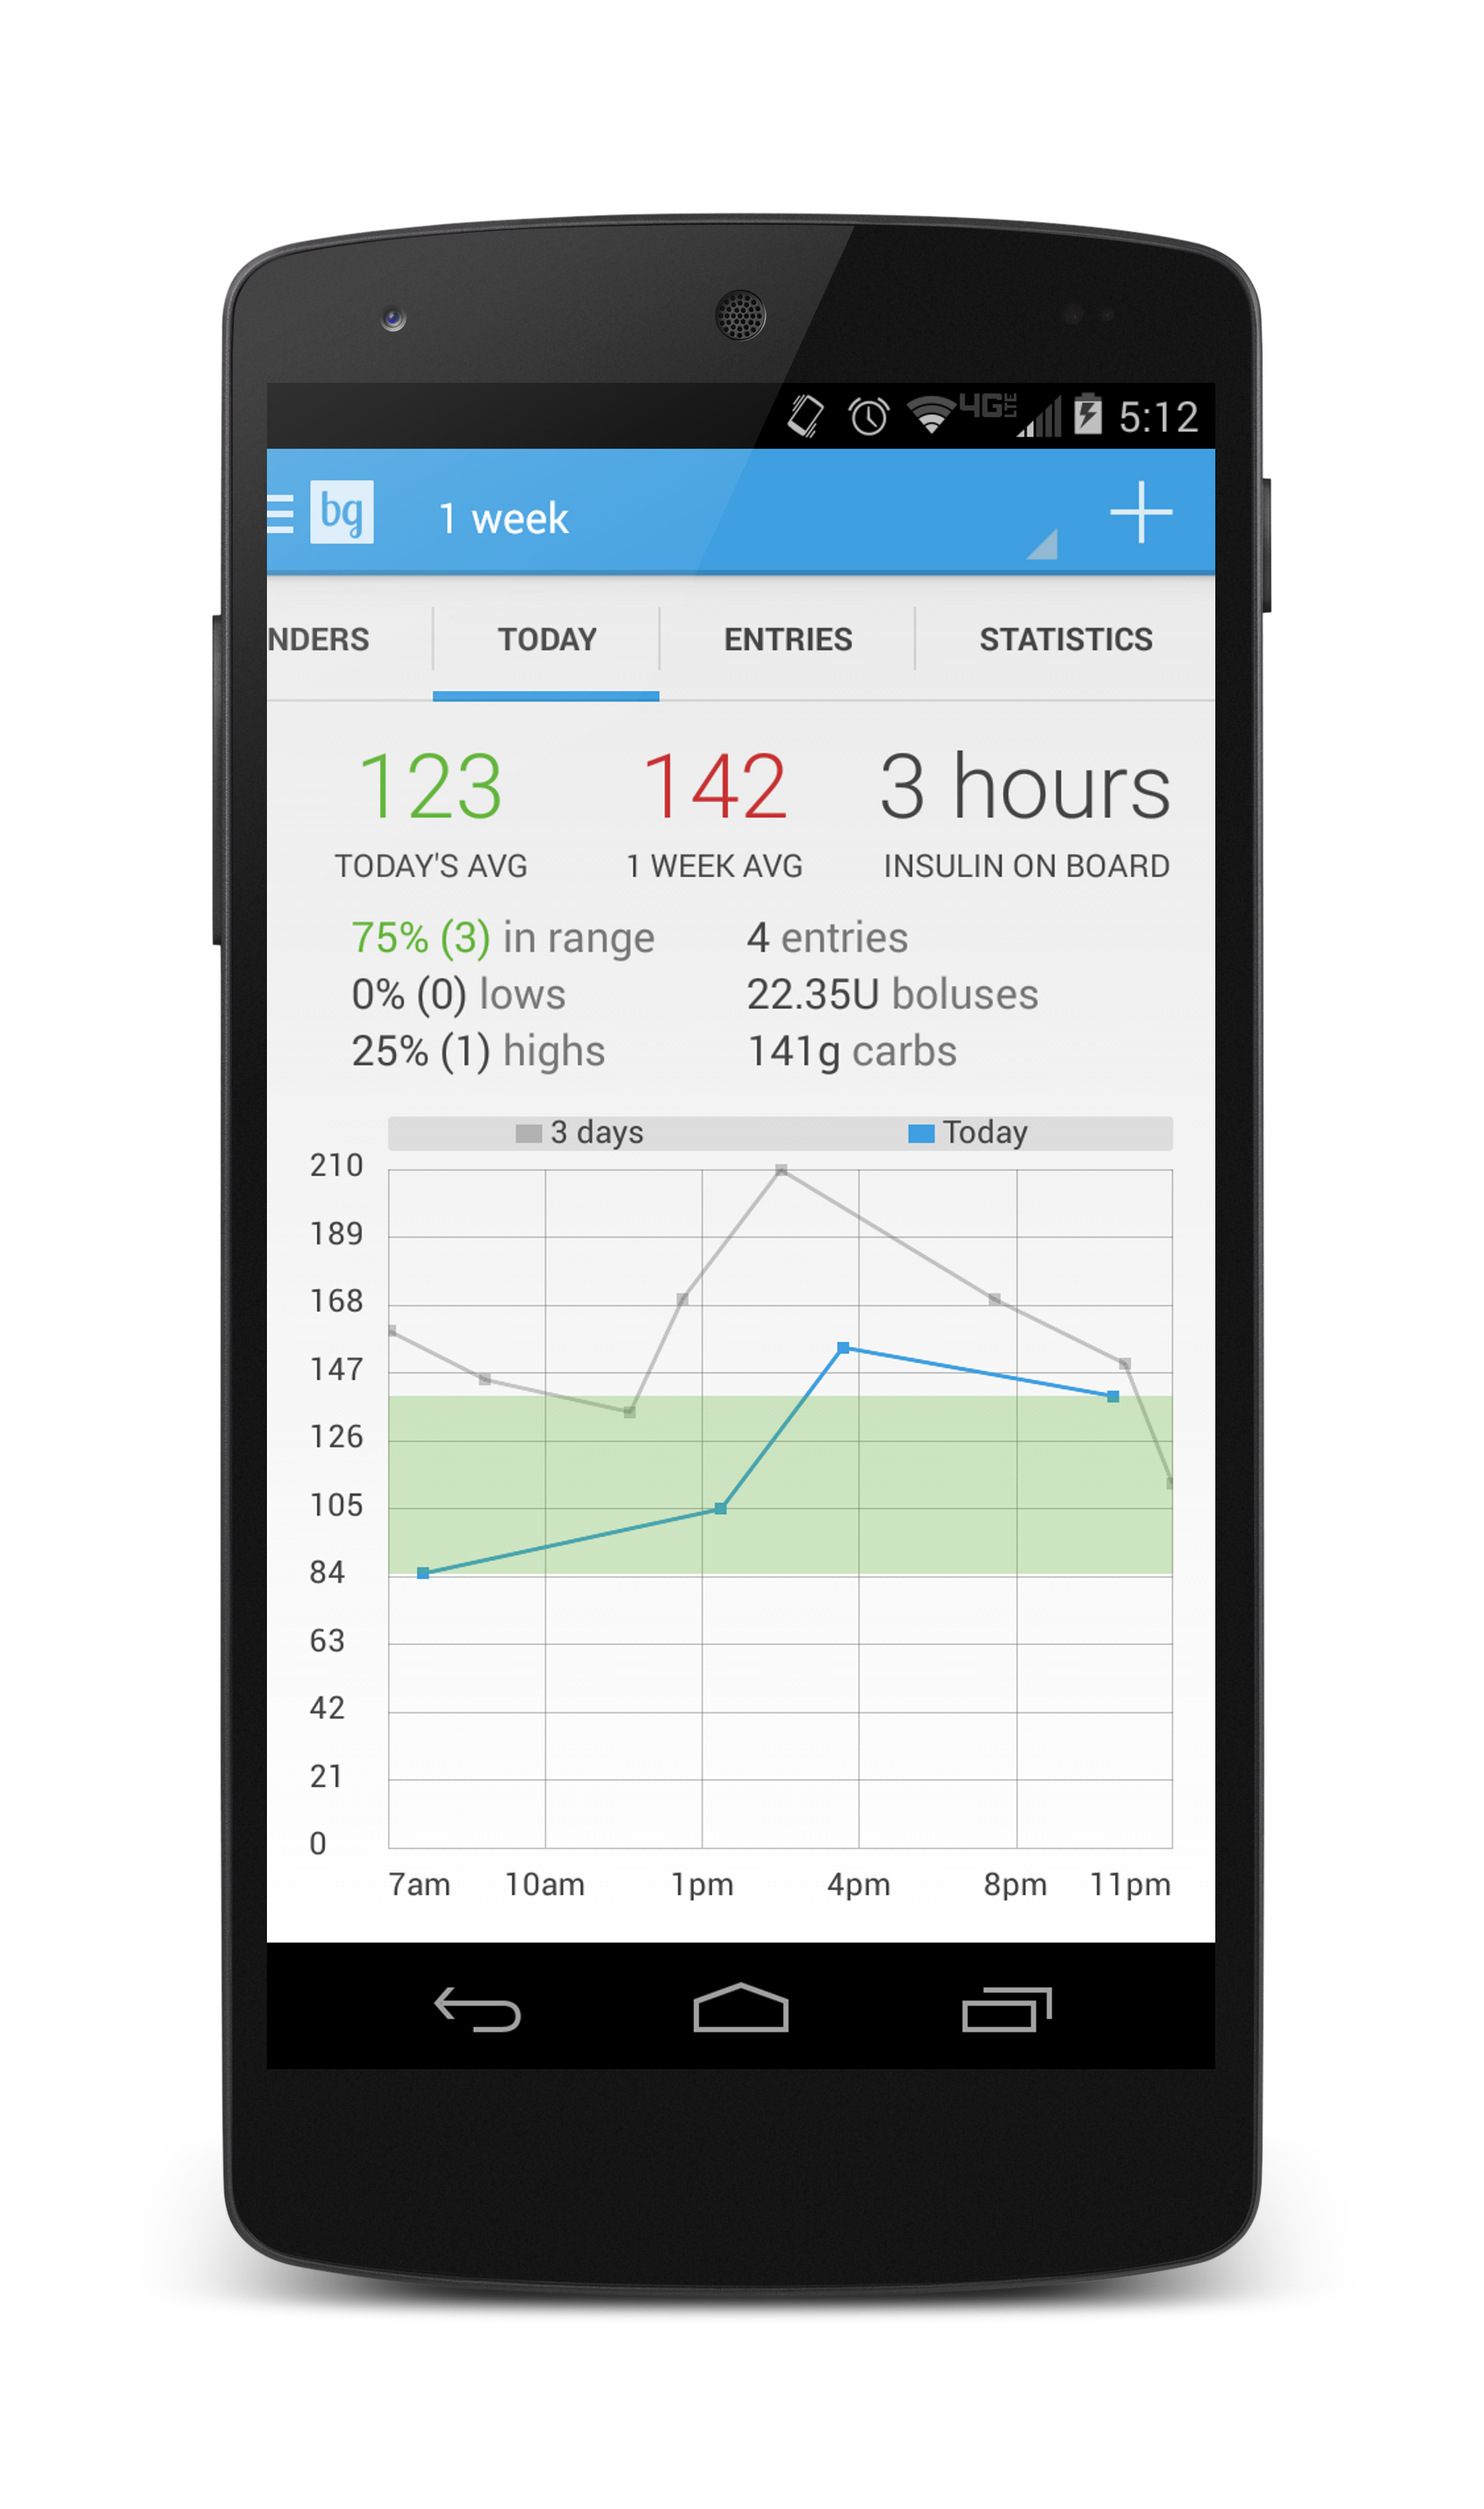 4G LTE 5:12
bg 1 week
NDERS TODAY ENTRIES STATISTICS
123 142 3 hours
TODAY'S AVG 1 WEEK AVG INSULIN ON BOARD
75% (3) in range 4 entries
0% (0) lows 22.35U boluses
25% (1) highs 141g carbs
3 days Today
210
189
168
147
126
105
84
63
42
21
0
7am 10am 1pm 4pm 8pm 11pm